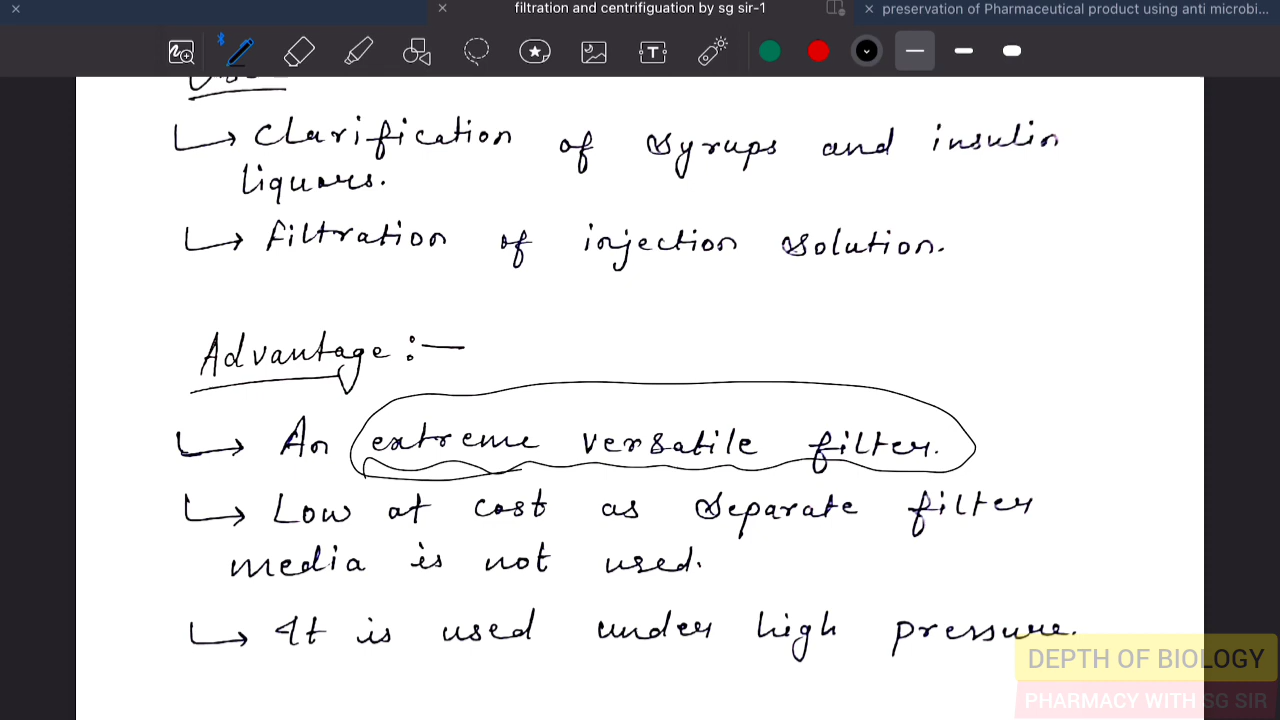 filtration and centrifiguation by sg sir-1
preservation of Pharmaceutical product using anti microbi...
Clarification of syrups and insulin
liquors.
Filtration of injection solution.
Advantage :-
An extreme versatile filter.
Low at cost as separate filter
media is not used.
It is used under high pressure.
DEPTH OF BIOLOGY
PHARMACY WITH SG SIR